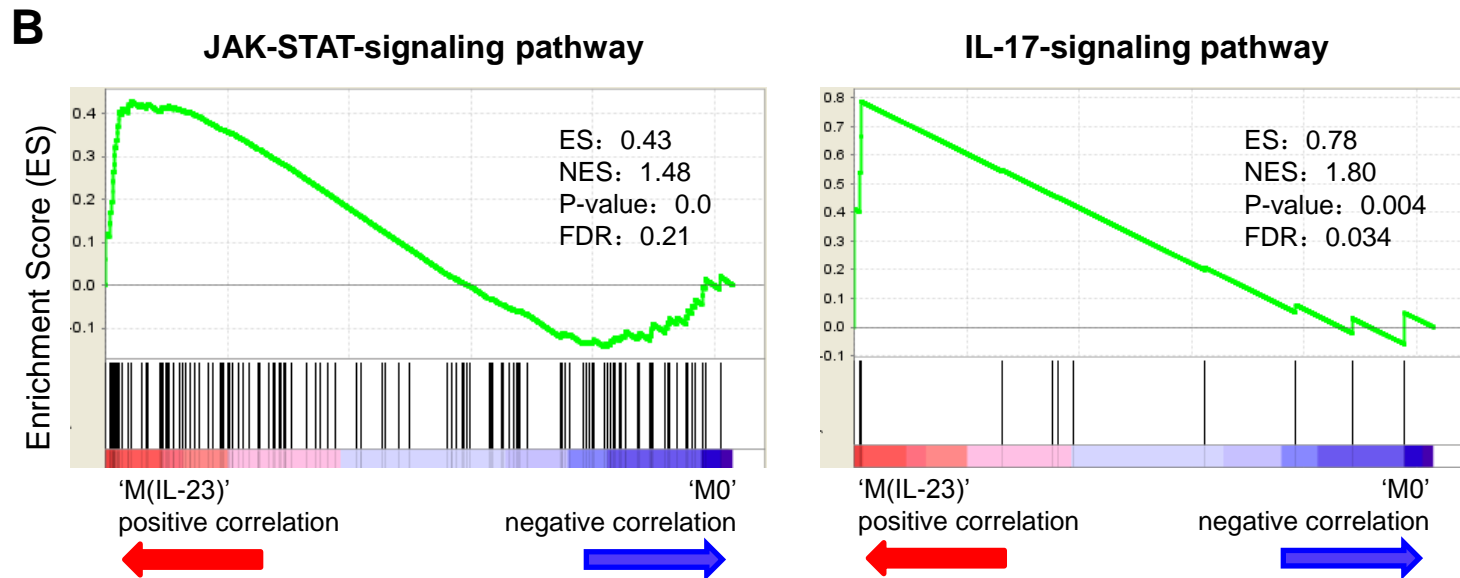 B
JAK-STAT-signaling pathway
Enrichment Score (ES)
0.4
0.3
0.2
0.1
0.0
-0.1
ES：0.43
NES：1.48
P-value：0.0
FDR：0.21
‘M(IL-23)’
positive correlation
‘M0’
negative correlation
IL-17-signaling pathway
0.8
0.7
0.6
0.5
0.4
0.3
0.2
0.1
0.0
-0.1
ES：0.78
NES：1.80
P-value：0.004
FDR：0.034
‘M(IL-23)’
positive correlation
‘M0’
negative correlation